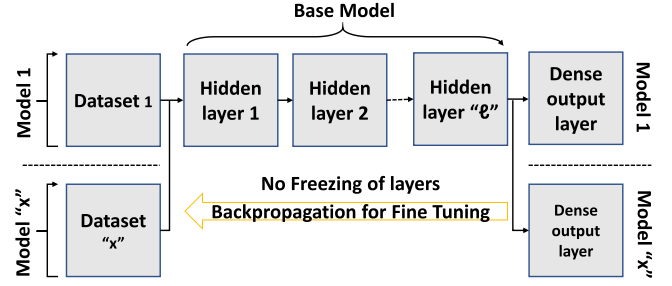 Base Model
Model 1
Dataset 1
Hidden
layer 1
Hidden
layer 2
Hidden
layer “ℓ”
Dense
output
layer
Model 1
Model “x”
Dataset
“x”
No Freezing of layers
Backpropagation for Fine Tuning
Dense
output
layer
Model “x”